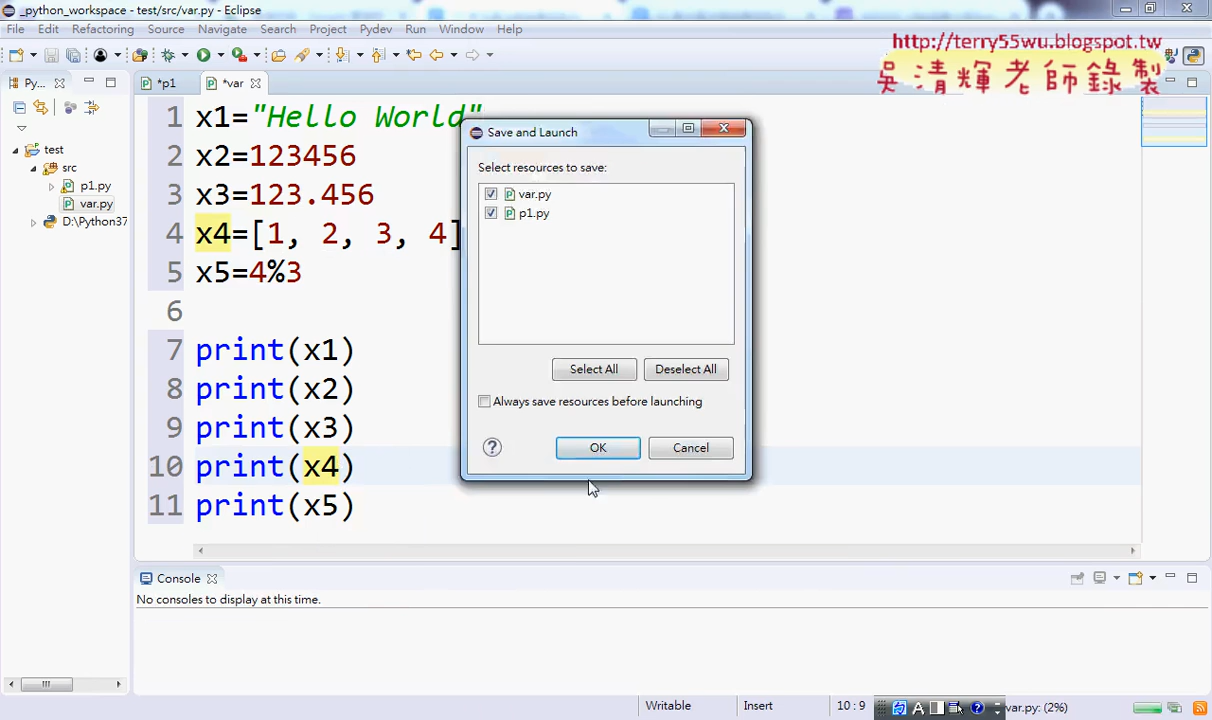 _python_workspace - test/src/var.py - Eclipse
File Edit Refactoring Source Navigate Search Project Pydev Run Window Help
http://terry55wu.blogspot.tw
吳清輝老師錄製
Py...
*p1
*var
test
src
p1.py
var.py
D:\Python37
1 x1="Hello World"
2 x2=123456
3 x3=123.456
4 x4=[1, 2, 3, 4]
5 x5=4%3
6
7 print(x1)
8 print(x2)
9 print(x3)
10 print(x4)
11 print(x5)
Save and Launch
Select resources to save:
var.py
p1.py
Select All
Deselect All
Always save resources before launching
OK
Cancel
Console
No consoles to display at this time.
Writable
Insert
10 : 9
var.py: (2%)